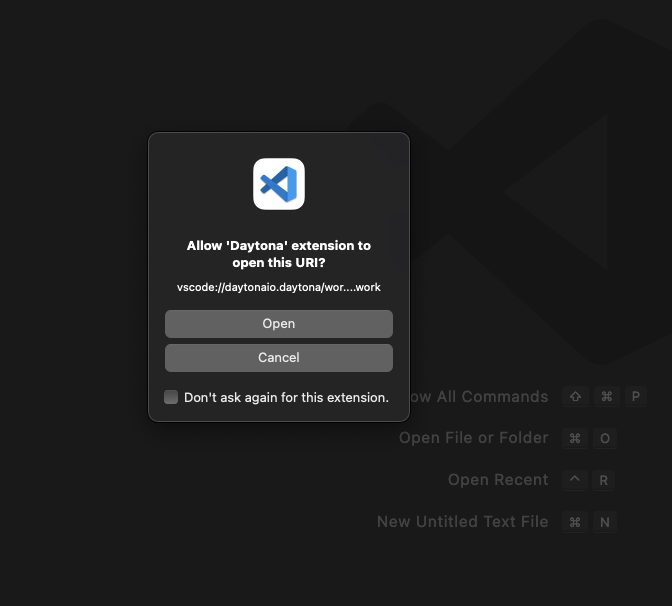 Allow 'Daytona' extension to
open this URI?
vscode://daytonaio.daytona/wor....work
Open
Cancel
Don't ask again for this extension.
ow All Commands ⇧ ⌘ P
Open File or Folder ⌘ O
Open Recent ^ R
New Untitled Text File ⌘ N